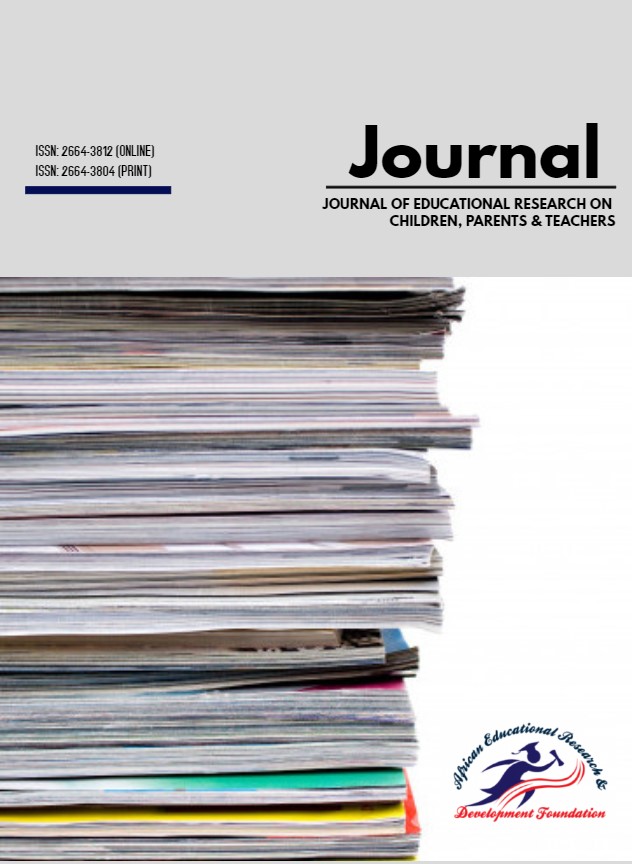 ISSN: 2664-3812 (ONLINE)
ISSN: 2664-3804 (PRINT)
Journal
JOURNAL OF EDUCATIONAL RESEARCH ON
CHILDREN, PARENTS & TEACHERS
African Educational Research &
Development Foundation